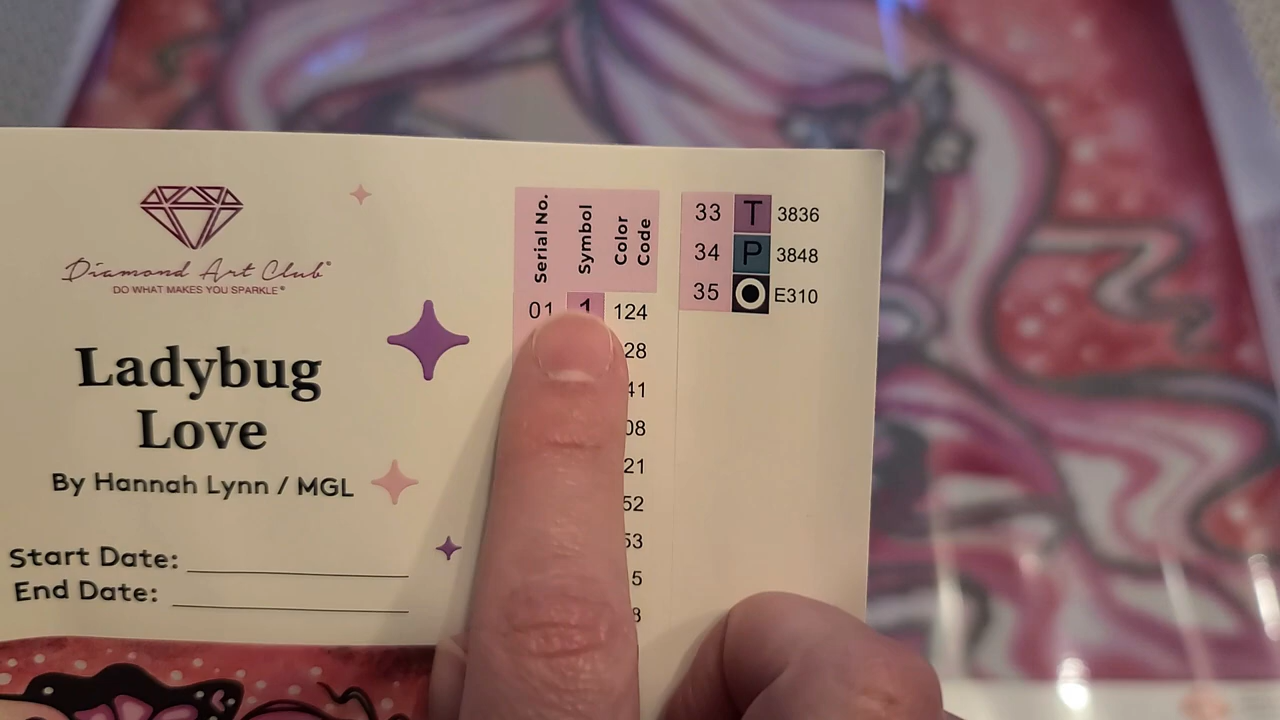 Diamond Art Club®
DO WHAT MAKES YOU SPARKLE®
Ladybug
Love
By Hannah Lynn / MGL
Start Date:
End Date:
Serial No. Symbol Color Code
01 1 124
28
41
08
21
52
53
5
8
33 T 3836
34 P 3848
35 E310